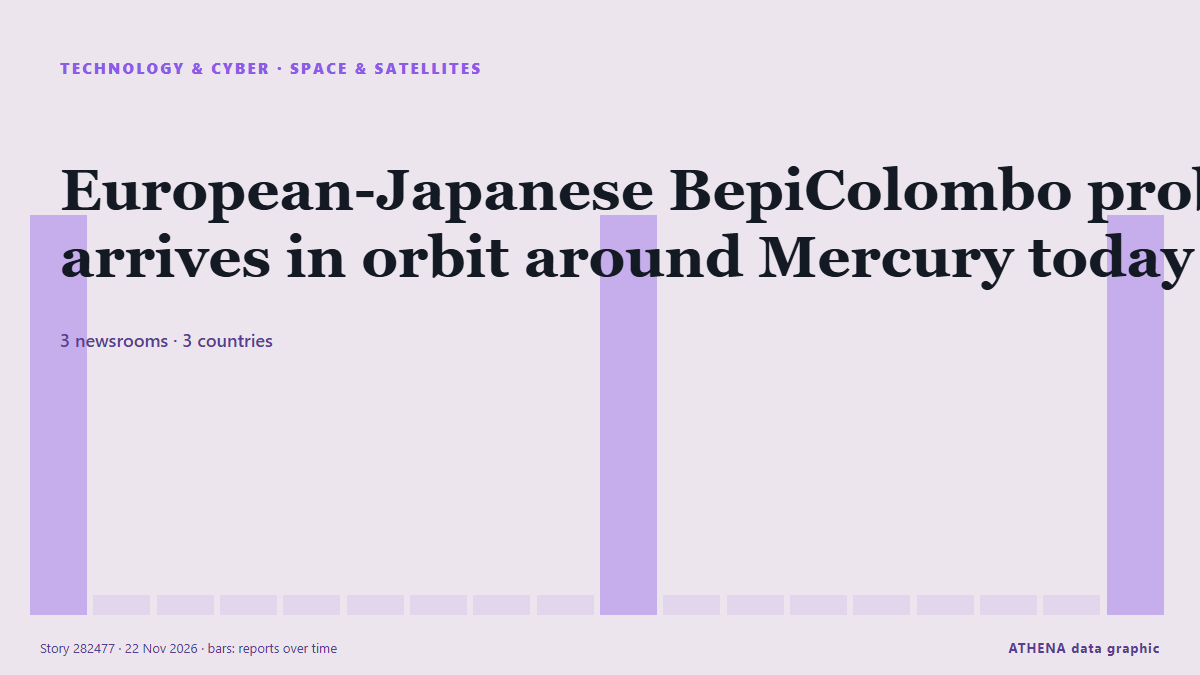 TECHNOLOGY & CYBER · SPACE & SATELLITES
European-Japanese BepiColombo
arrives in orbit around Mercury today
3 newsrooms · 3 countries
Story 282477 · 22 Nov 2026 · bars: reports over time
ATHENA data graphic